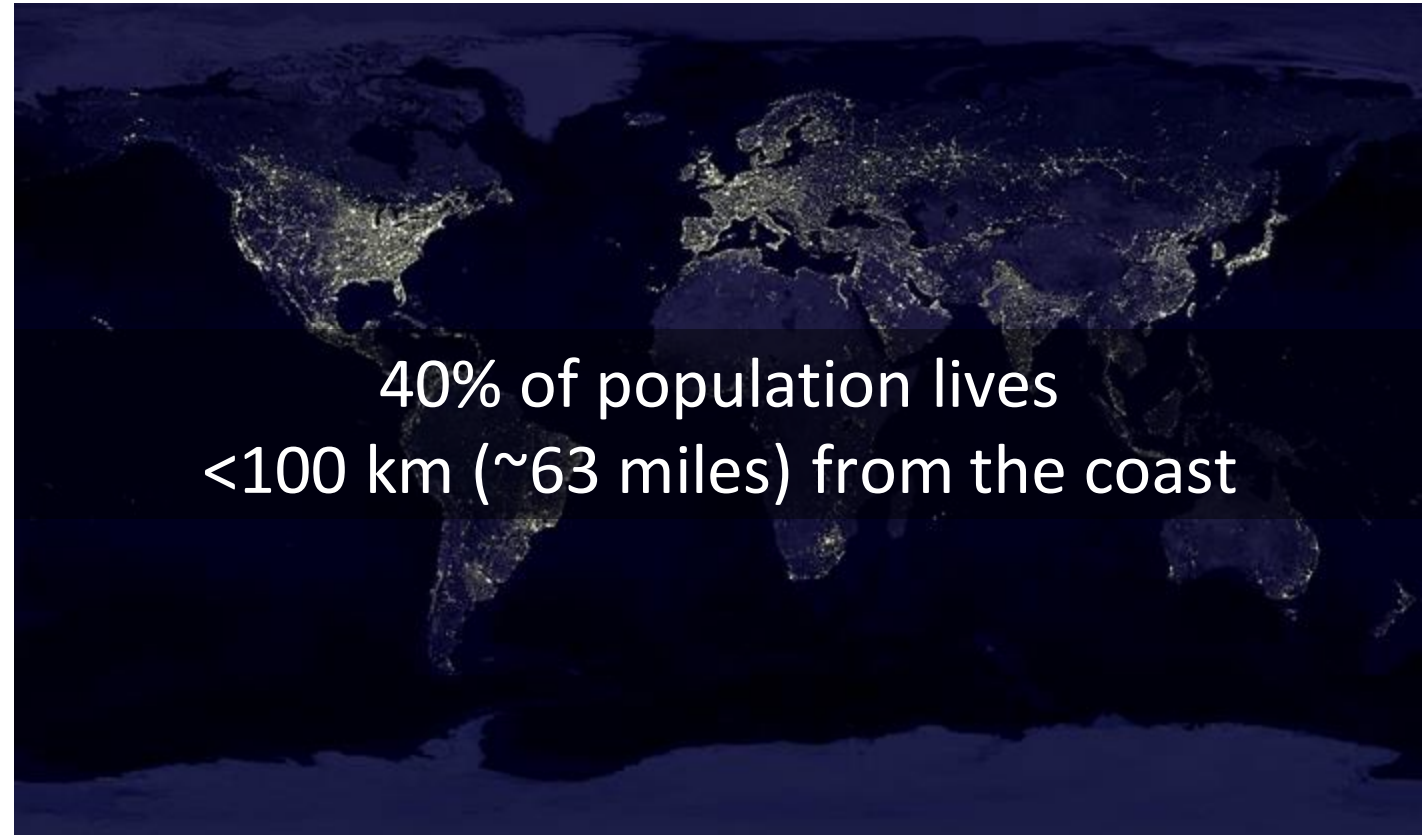 40% of population lives
<100 km (~63 miles) from the coast